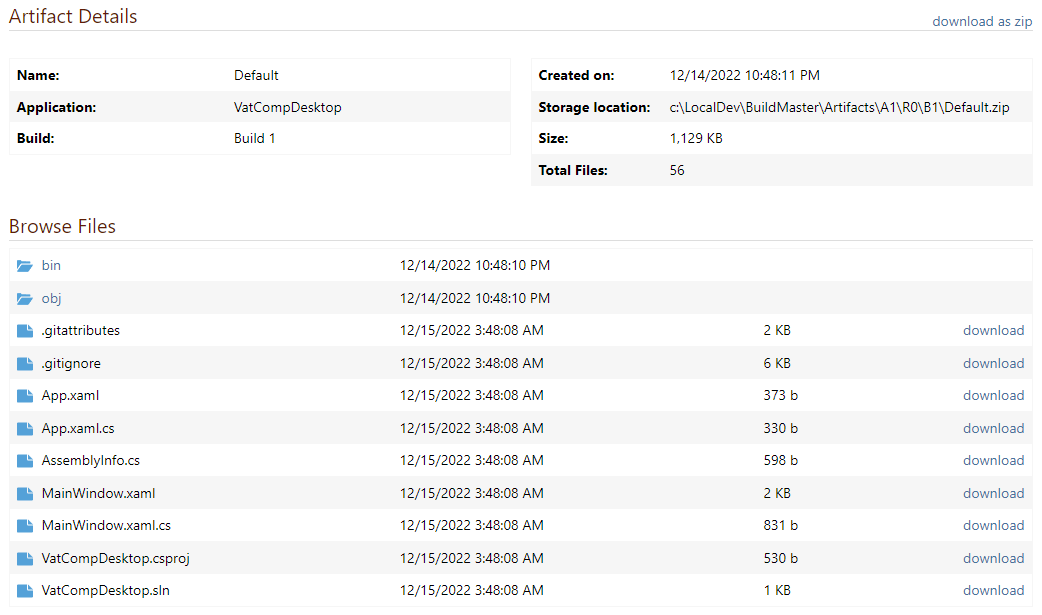 Artifact Details
download as zip
Name: Default
Application: VatCompDesktop
Build: Build 1
Created on: 12/14/2022 10:48:11 PM
Storage location: c:\LocalDev\BuildMaster\Artifacts\A1\R0\B1\Default.zip
Size: 1,129 KB
Total Files: 56
Browse Files
bin 12/14/2022 10:48:10 PM
obj 12/14/2022 10:48:10 PM
.gitattributes 12/15/2022 3:48:08 AM 2 KB download
.gitignore 12/15/2022 3:48:08 AM 6 KB download
App.xaml 12/15/2022 3:48:08 AM 373 b download
App.xaml.cs 12/15/2022 3:48:08 AM 330 b download
AssemblyInfo.cs 12/15/2022 3:48:08 AM 598 b download
MainWindow.xaml 12/15/2022 3:48:08 AM 2 KB download
MainWindow.xaml.cs 12/15/2022 3:48:08 AM 831 b download
VatCompDesktop.csproj 12/15/2022 3:48:08 AM 530 b download
VatCompDesktop.sln 12/15/2022 3:48:08 AM 1 KB download